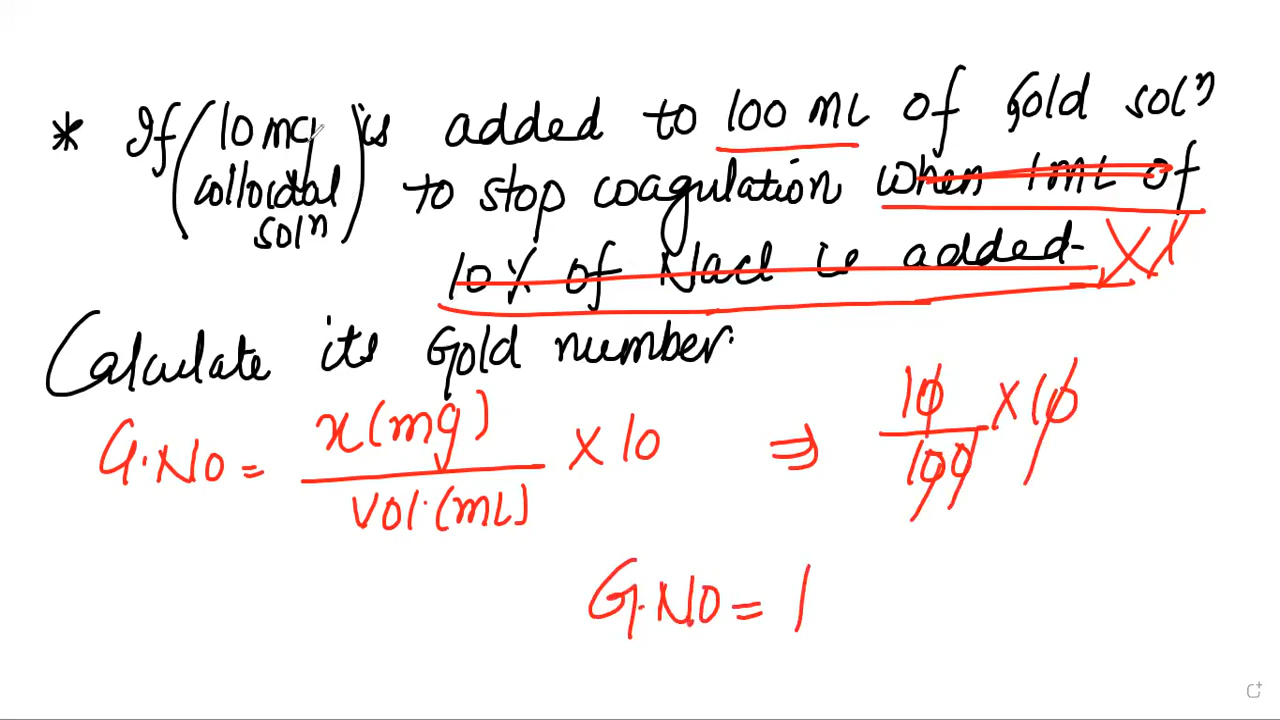 * If (10 mg colloidal solⁿ) is added to 100 ML of Gold solⁿ
to stop coagulation when 1ML of
10% of Nacl is added. XX
Calculate its Gold number.
G.NO = x(mg) / Vol.(ML) × 10 ⇒ 10/100 × 10
G.NO = 1